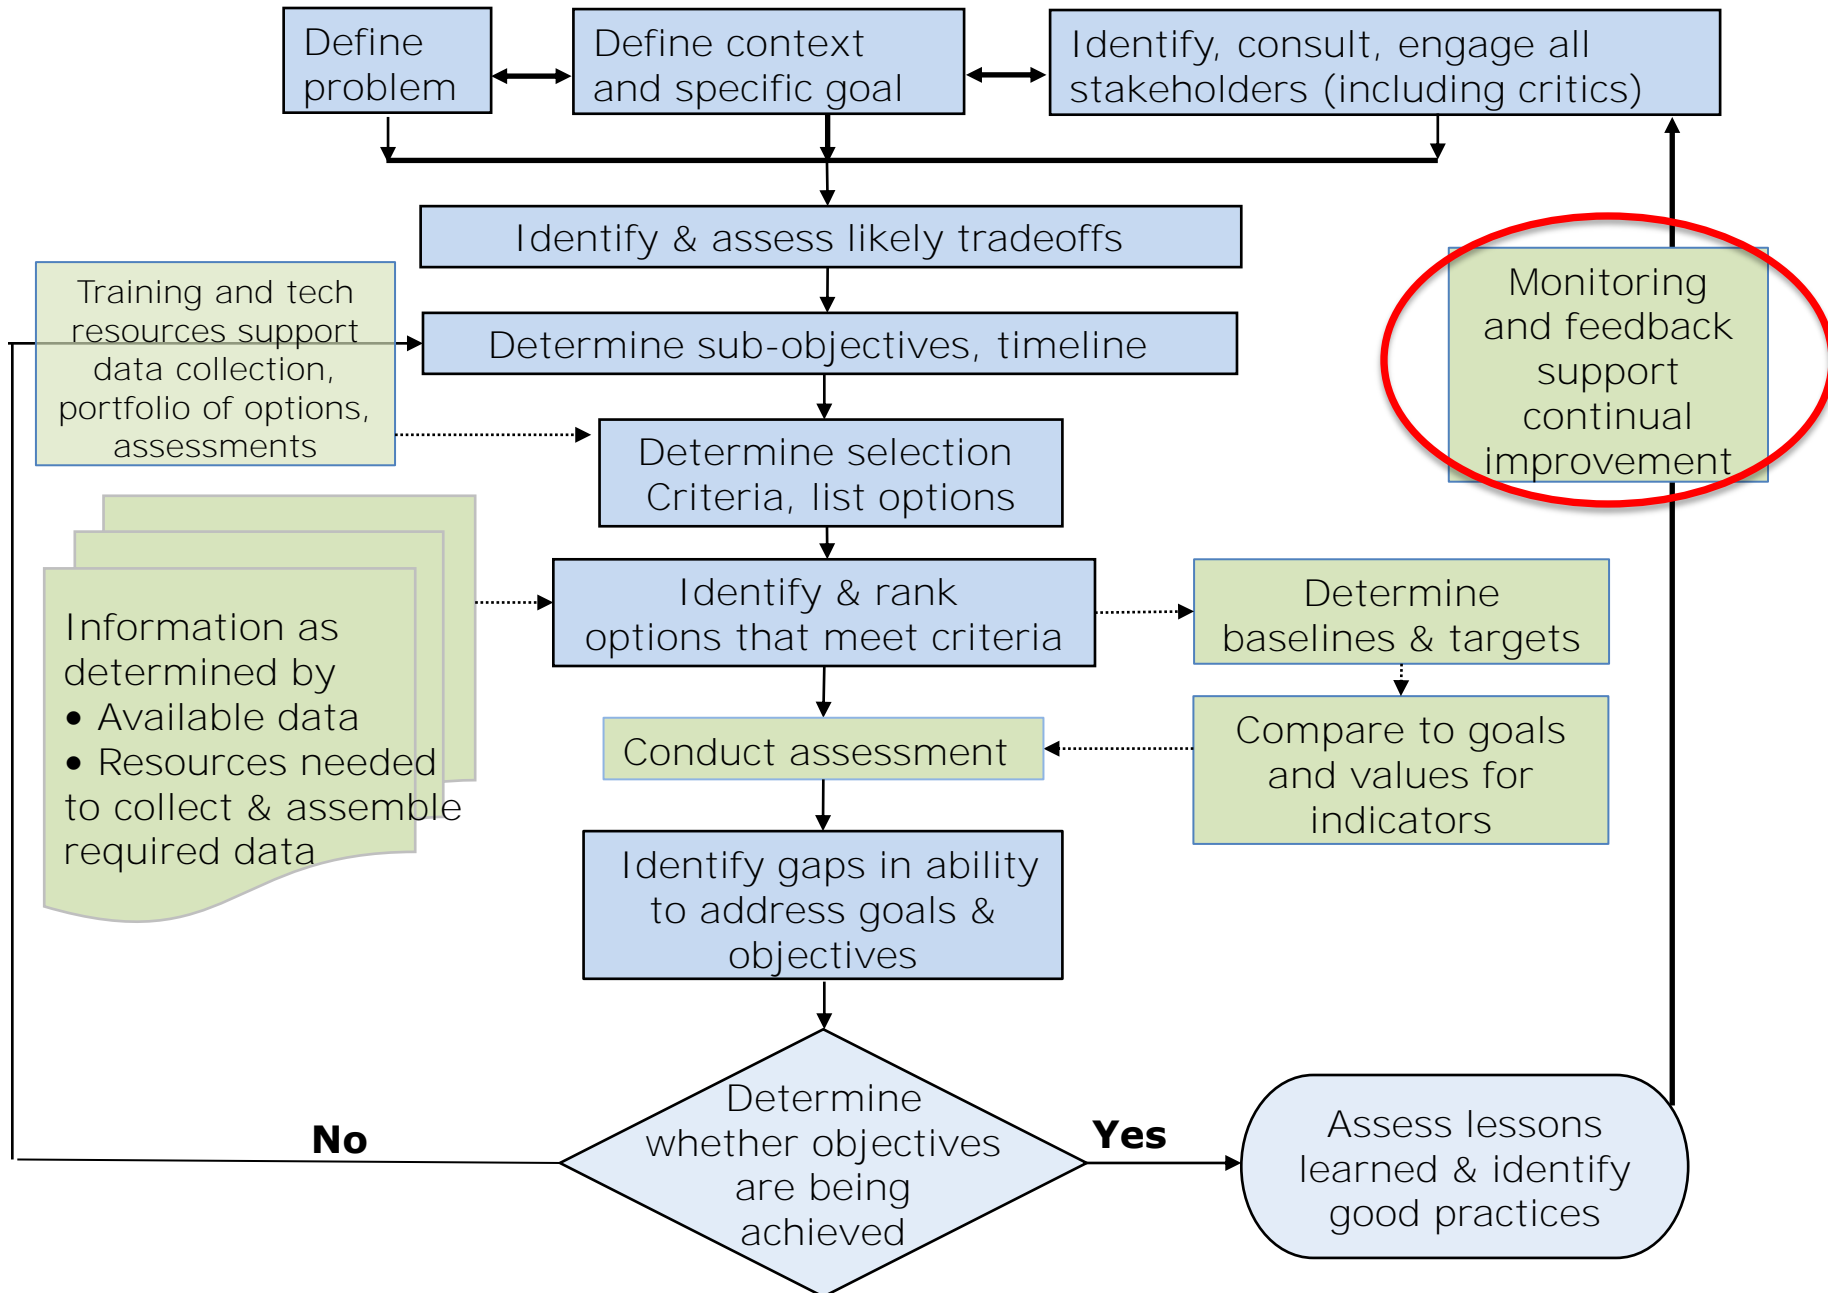 Define
problem
Define context
and specific goal
Identify, consult, engage all
stakeholders (including critics)
Identify & assess likely tradeoffs
Training and tech
resources support
data collection,
portfolio of options,
assessments
Determine sub-objectives, timeline
Monitoring
and feedback
support
continual
improvement
Determine selection
Criteria, list options
Information as
determined by
• Available data
• Resources needed
to collect & assemble
required data
Identify & rank
options that meet criteria
Determine
baselines & targets
Compare to goals
and values for
indicators
Conduct assessment
Identify gaps in ability
to address goals &
objectives
Determine
whether objectives
are being
achieved
No
Yes
Assess lessons
learned & identify
good practices